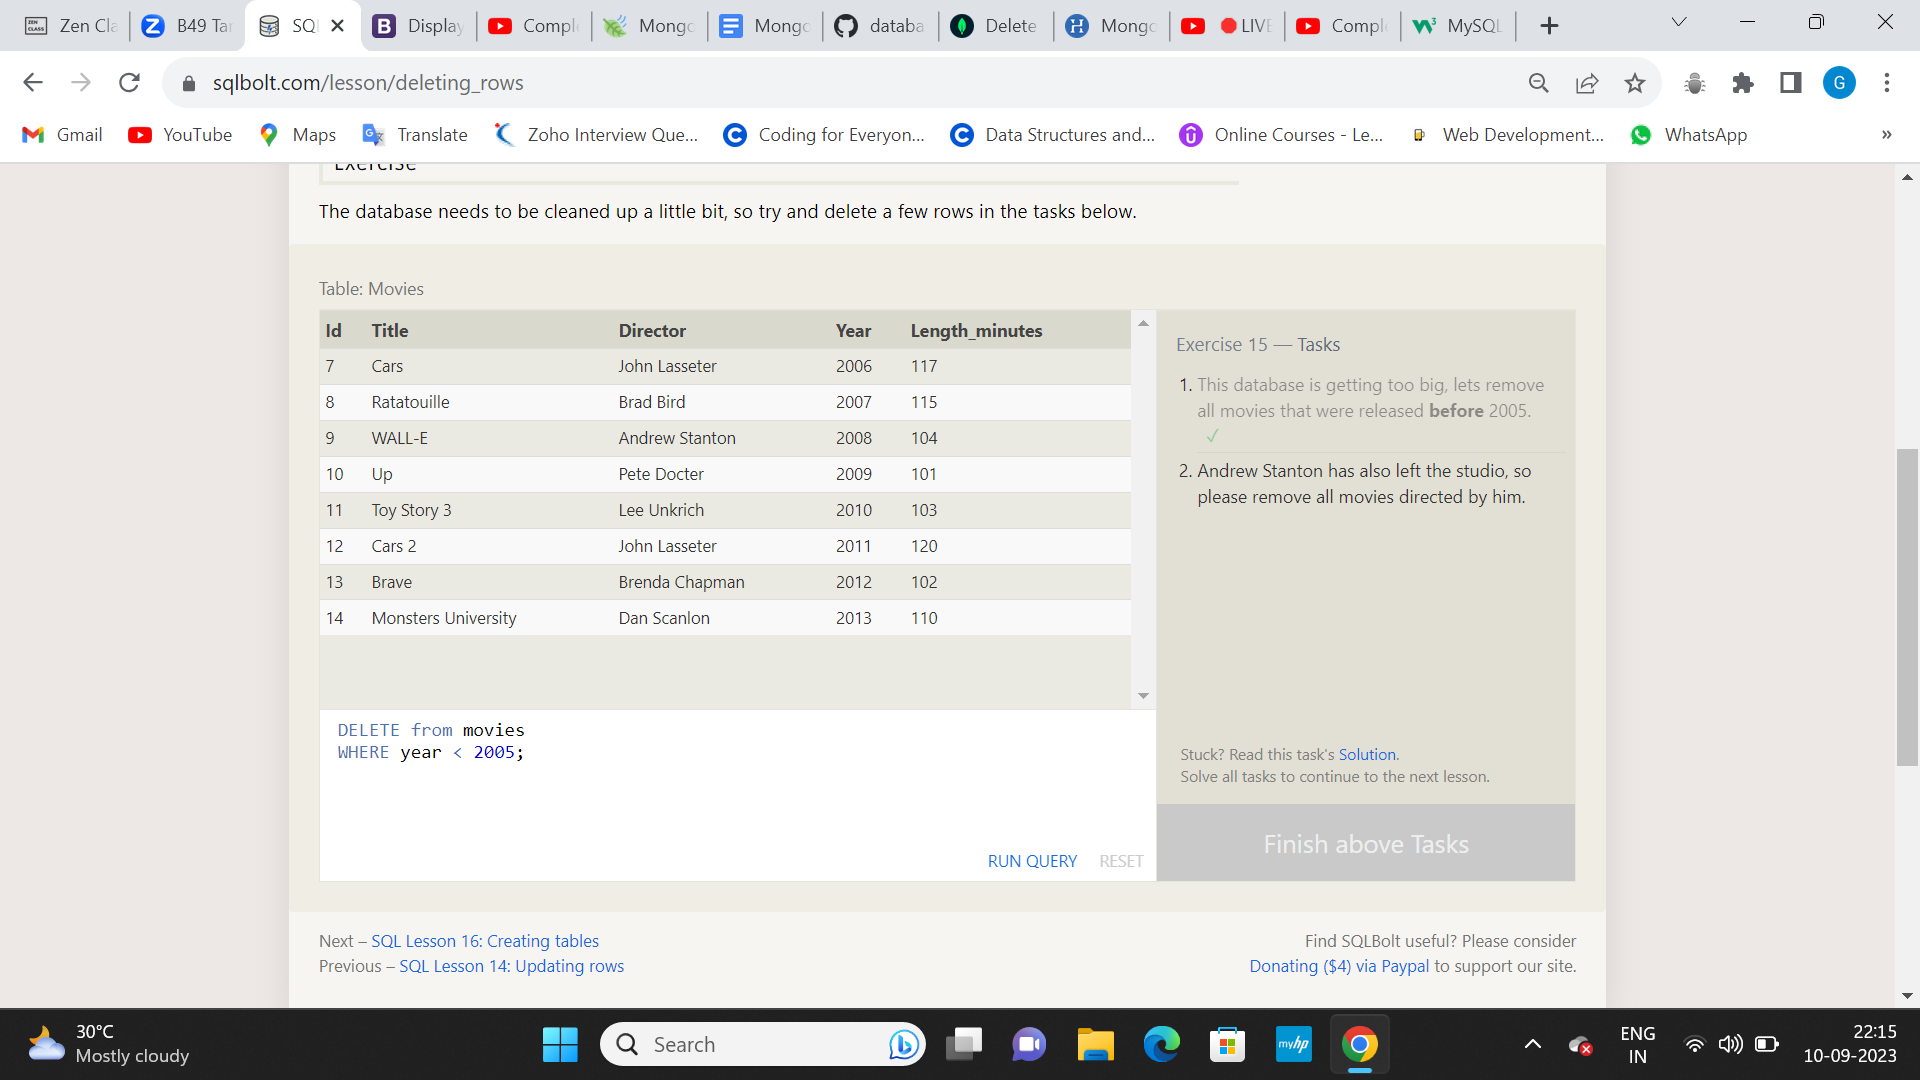 Zen Cla
B49 Tar
SQ
Display
Compl
Mongo
Mongo
databa
Delete
Mongo
LIVE
Compl
MySQL
sqlbolt.com/lesson/deleting_rows
G
Gmail
YouTube
Maps
Translate
Zoho Interview Que...
Coding for Everyon...
Data Structures and...
Online Courses - Le...
Web Development...
WhatsApp
»
Exercise
The database needs to be cleaned up a little bit, so try and delete a few rows in the tasks below.
Table: Movies
Id Title Director Year Length_minutes
7 Cars John Lasseter 2006 117
8 Ratatouille Brad Bird 2007 115
9 WALL-E Andrew Stanton 2008 104
10 Up Pete Docter 2009 101
11 Toy Story 3 Lee Unkrich 2010 103
12 Cars 2 John Lasseter 2011 120
13 Brave Brenda Chapman 2012 102
14 Monsters University Dan Scanlon 2013 110
Exercise 15 — Tasks
1. This database is getting too big, lets remove
all movies that were released before 2005.
✓
2. Andrew Stanton has also left the studio, so
please remove all movies directed by him.
DELETE from movies
WHERE year < 2005;
RUN QUERY RESET
Stuck? Read this task's Solution.
Solve all tasks to continue to the next lesson.
Finish above Tasks
Next – SQL Lesson 16: Creating tables
Previous – SQL Lesson 14: Updating rows
Find SQLBolt useful? Please consider
Donating ($4) via Paypal to support our site.
30°C
Mostly cloudy
Search
myhp
ENG
IN
22:15
10-09-2023